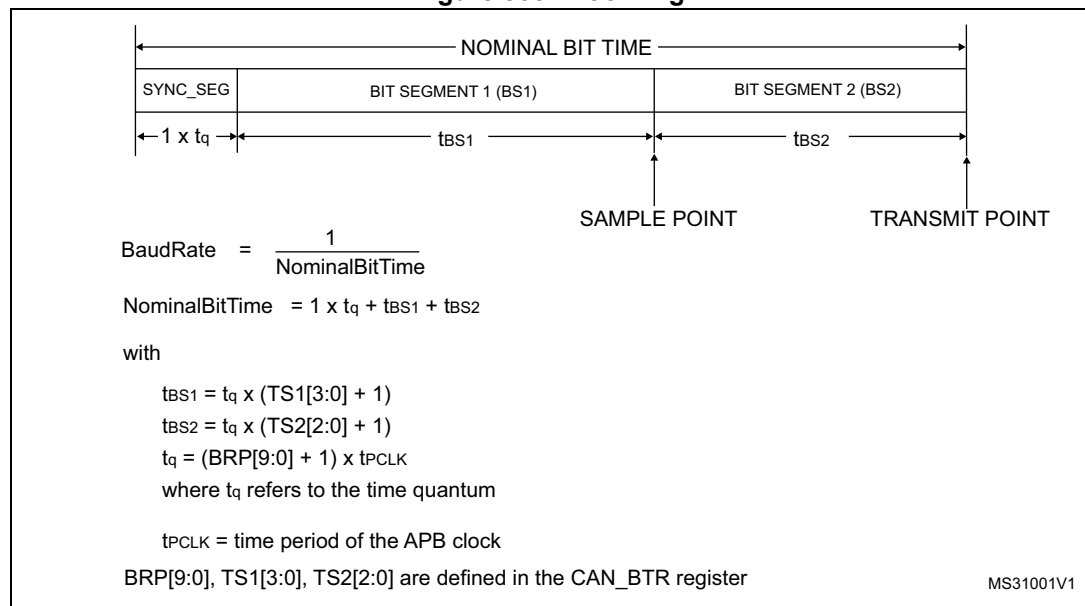 NOMINAL BIT TIME
SYNC_SEG BIT SEGMENT 1 (BS1) BIT SEGMENT 2 (BS2)
1 x tq tBS1 tBS2
SAMPLE POINT TRANSMIT POINT
BaudRate = 1
NominalBitTime
NominalBitTime = 1 x tq + tBS1 + tBS2
with
tBS1 = tq x (TS1[3:0] + 1)
tBS2 = tq x (TS2[2:0] + 1)
tq = (BRP[9:0] + 1) x tPCLK
where tq refers to the time quantum
tPCLK = time period of the APB clock
BRP[9:0], TS1[3:0], TS2[2:0] are defined in the CAN_BTR register
MS31001V1